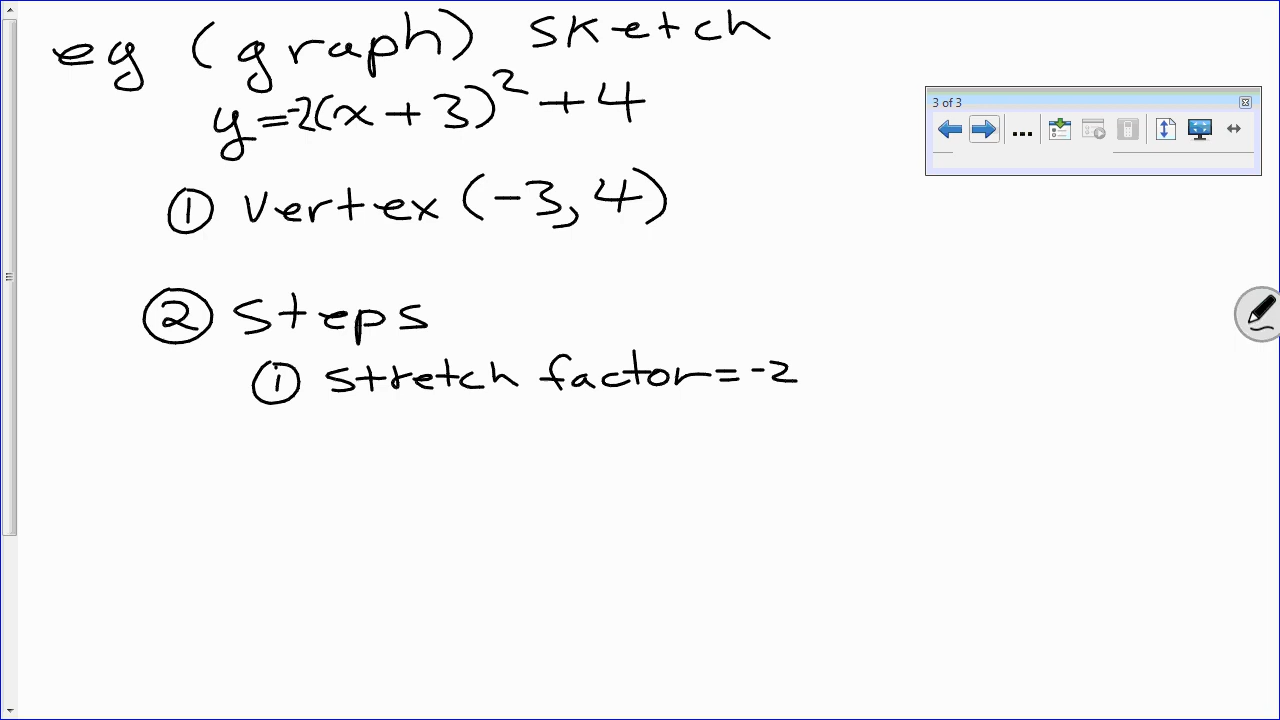 eg (graph) sketch
y=-2(x+3)²+4
① vertex (-3,4)
② steps
① stretch factor=-2
3 of 3